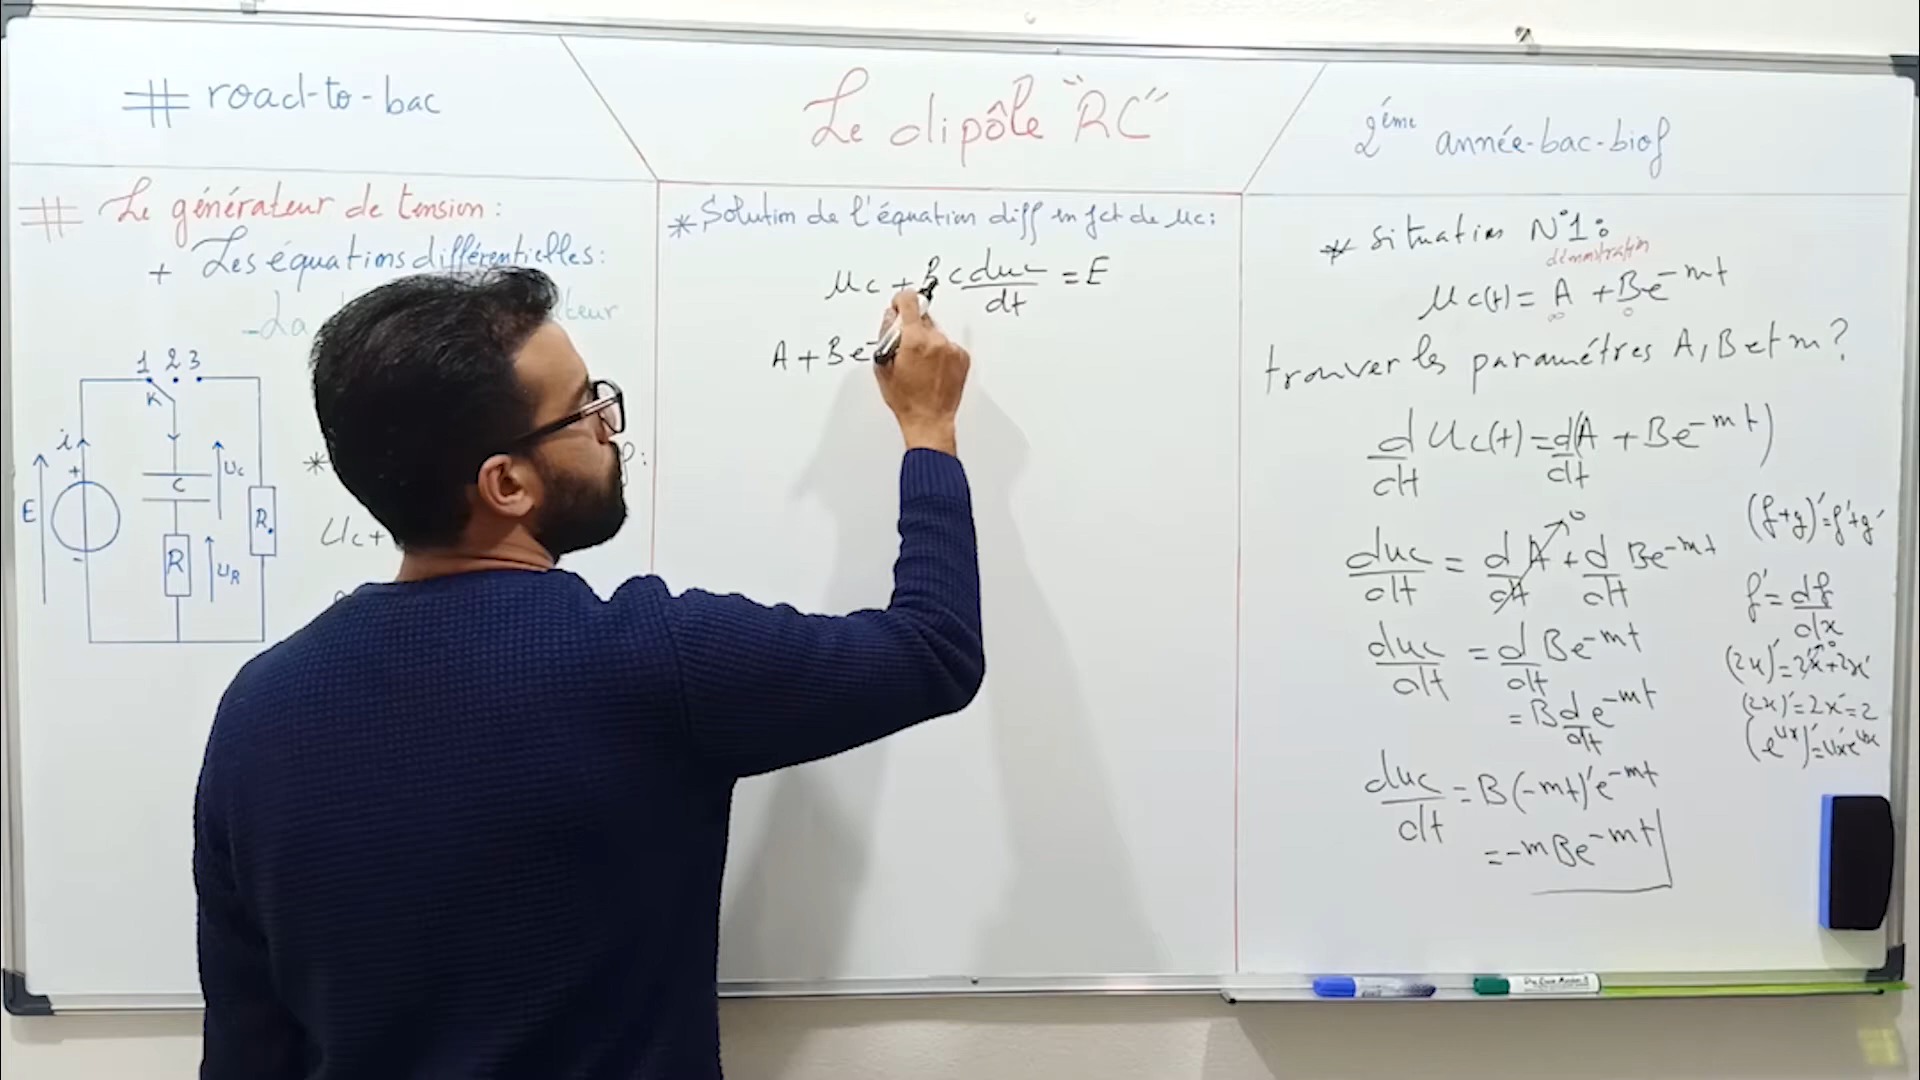 # road-to-bac
Le dipôle "RC"
2ème année-bac-biof
# Le générateur de tension :
+ Les équations différentielles :
- La
1 2 3
K
i
+
E
-
C
Uc
R
UR
R.
*
Uc+
* Solution de l'équation diff en fct de uc :
uc + RC duc/dt = E
A + Be-
* Situation N°1 :
démonstration
uc(t) = A + Be^-mt
trouver les paramétres A, B et m ?
d/dt Uc(t) = d/dt (A + Be^-mt)
duc/dt = d/dt A + d/dt Be^-mt
0
duc/dt = d/dt Be^-mt
= B d/dt e^-mt
duc/dt = B(-mt)'e^-mt
= -mBe^-mt
(f+g)' = f'+g'
f' = df/dx
(2x)' = 2'x + 2x'
(2x)' = 2x' = 2